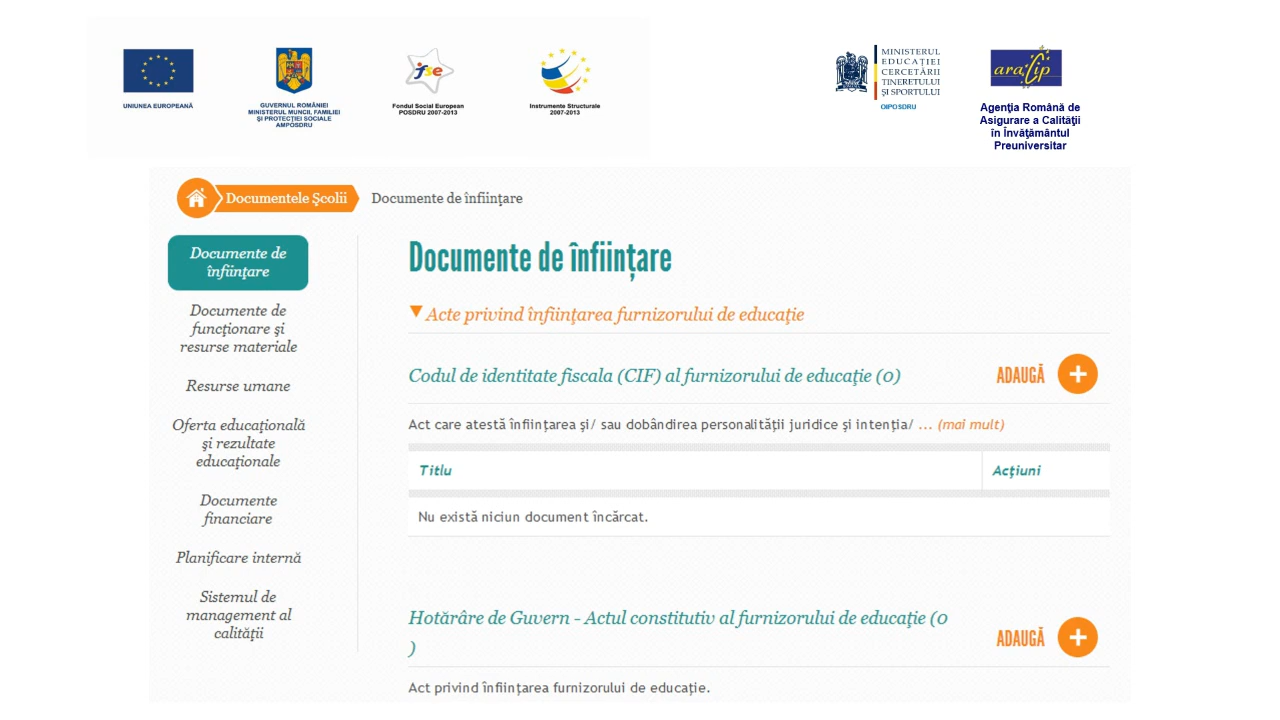 UNIUNEA EUROPEANĂ
GUVERNUL ROMÂNIEI
MINISTERUL MUNCII, FAMILIEI
ŞI PROTECŢIEI SOCIALE
AMPOSDRU
fse
Fondul Social European
POSDRU 2007-2013
Instrumente Structurale
2007-2013
MINISTERUL
EDUCAŢIEI
CERCETĂRII
TINERETULUI
ŞI SPORTULUI
OIPOSDRU
aracip
Agenţia Română de
Asigurare a Calităţii
în Învăţământul
Preuniversitar
Documentele Şcolii
Documente de înfiinţare
Documente de
înfiinţare
Documente de
funcţionare şi
resurse materiale
Resurse umane
Oferta educaţională
şi rezultate
educaţionale
Documente
financiare
Planificare internă
Sistemul de
management al
calităţii
Documente de înființare
Acte privind înfiinţarea furnizorului de educaţie
Codul de identitate fiscala (CIF) al furnizorului de educaţie (0)
ADAUGĂ
Act care atestă înfiinţarea şi/ sau dobândirea personalităţii juridice şi intenţia/ ... (mai mult)
Titlu
Acţiuni
Nu există niciun document încărcat.
Hotărâre de Guvern - Actul constitutiv al furnizorului de educaţie (0
)
ADAUGĂ
Act privind înfiinţarea furnizorului de educaţie.